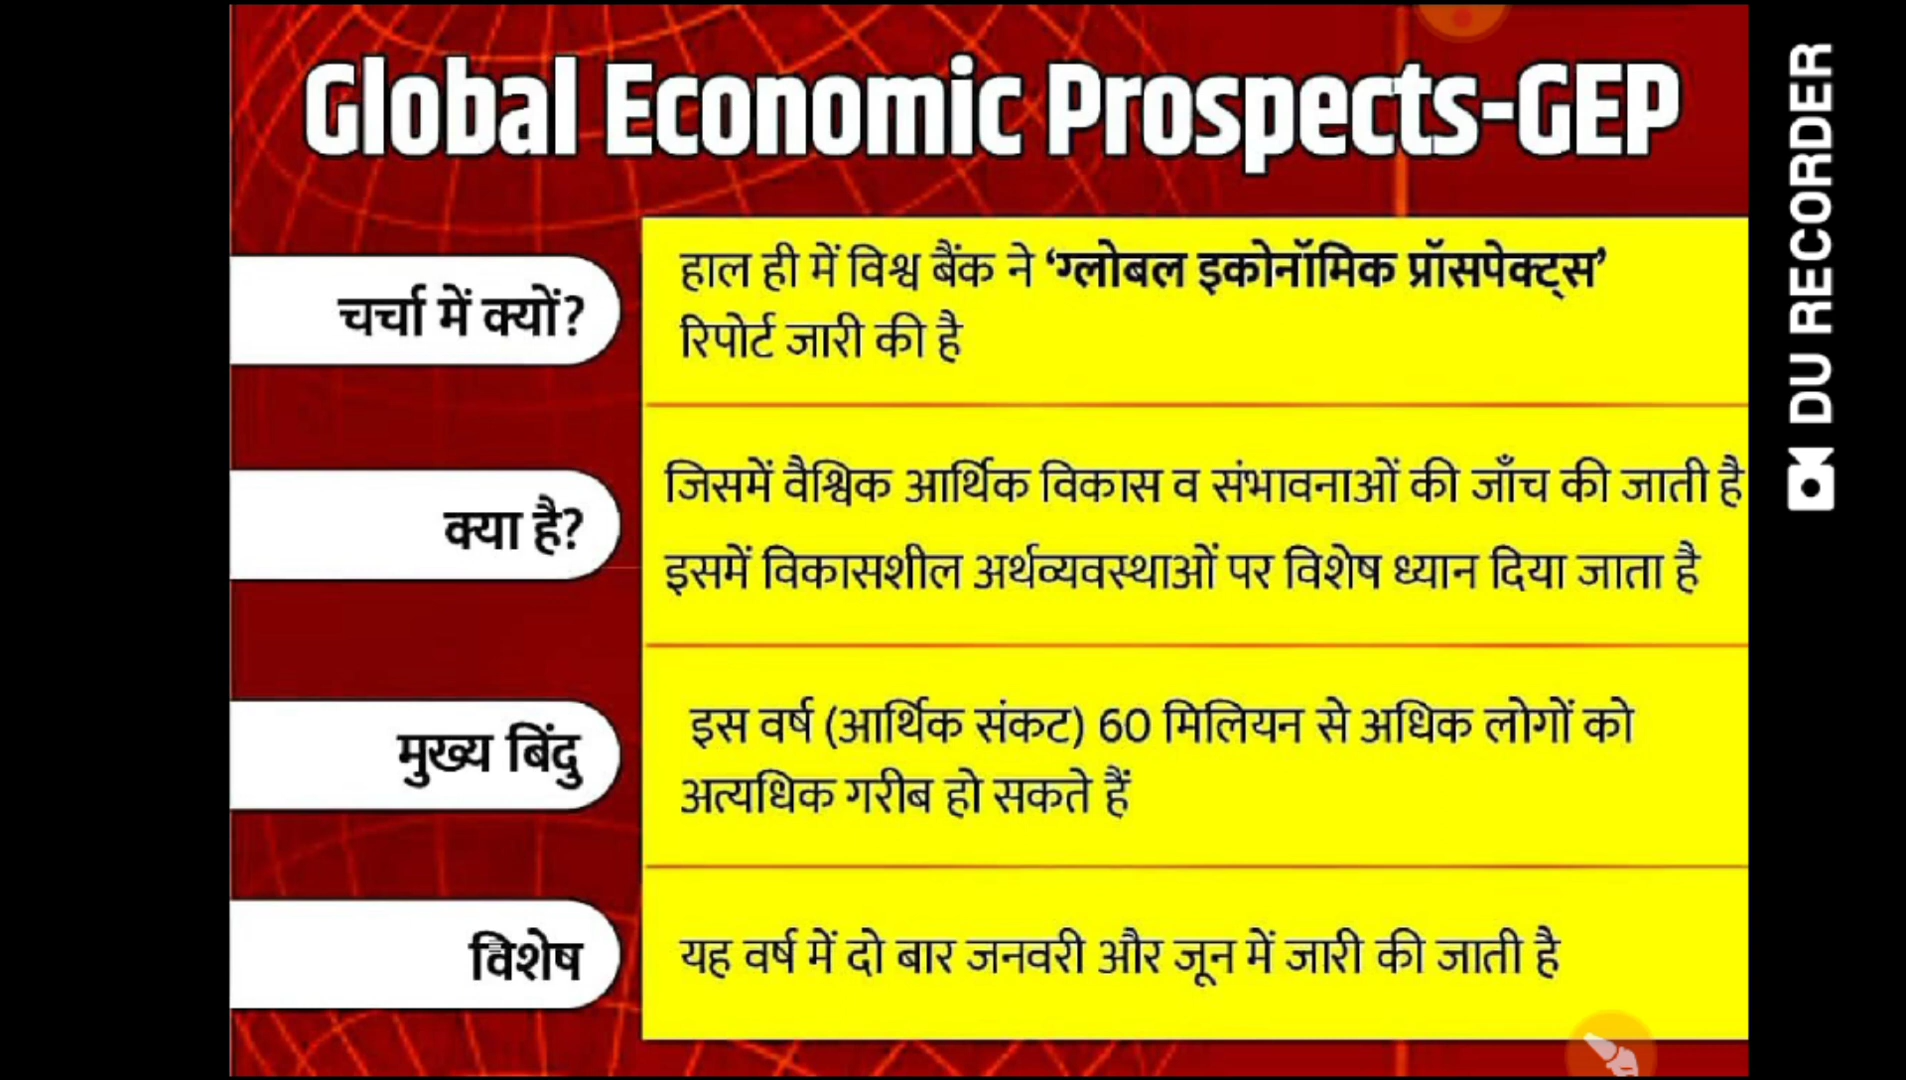 Global Economic Prospects-GEP
चर्चा में क्यों?
हाल ही में विश्व बैंक ने ‘ग्लोबल इकोनॉमिक प्रॉसपेक्ट्स’
रिपोर्ट जारी की है
क्या है?
जिसमें वैश्विक आर्थिक विकास व संभावनाओं की जाँच की जाती है
इसमें विकासशील अर्थव्यवस्थाओं पर विशेष ध्यान दिया जाता है
मुख्य बिंदु
इस वर्ष (आर्थिक संकट) 60 मिलियन से अधिक लोगों को
अत्यधिक गरीब हो सकते हैं
विशेष
यह वर्ष में दो बार जनवरी और जून में जारी की जाती है
DU RECORDER